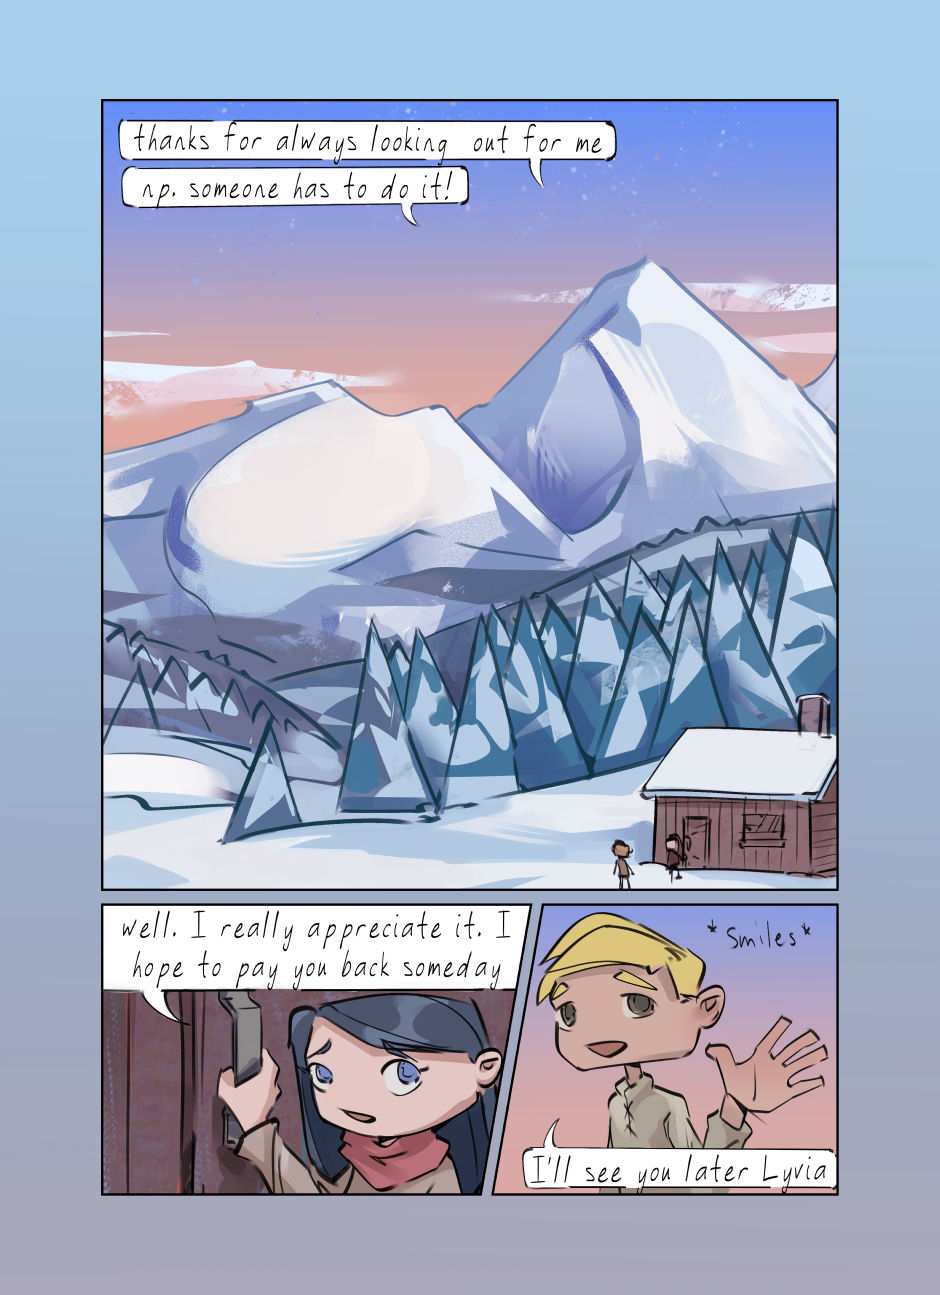 thanks for always looking out for me
np. someone has to do it!
well. I really appreciate it. I
hope to pay you back someday
*smiles*
I'll see you later Lyvia